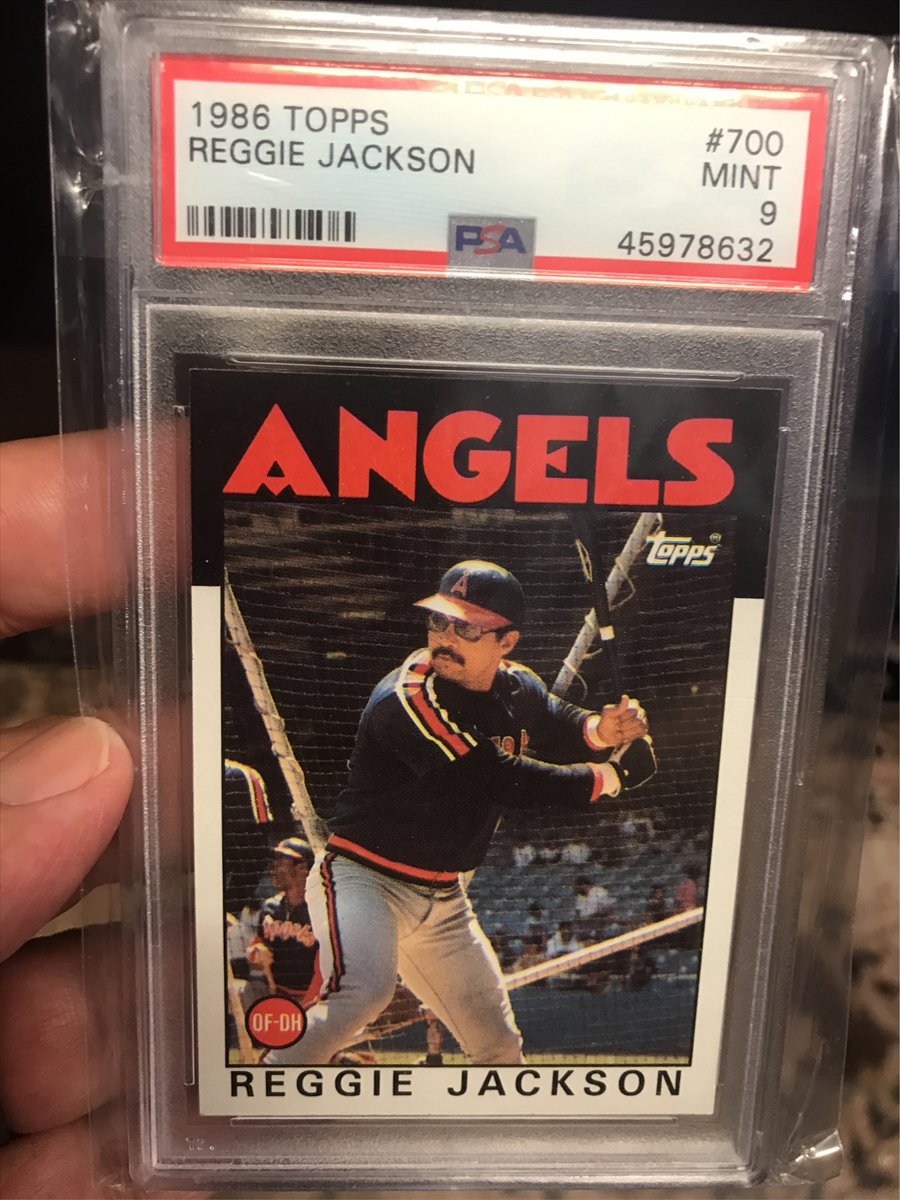 1986 TOPPS
REGGIE JACKSON
#700
MINT
9
PSA
45978632
ANGELS
topps®
A
OF-DH
REGGIE JACKSON